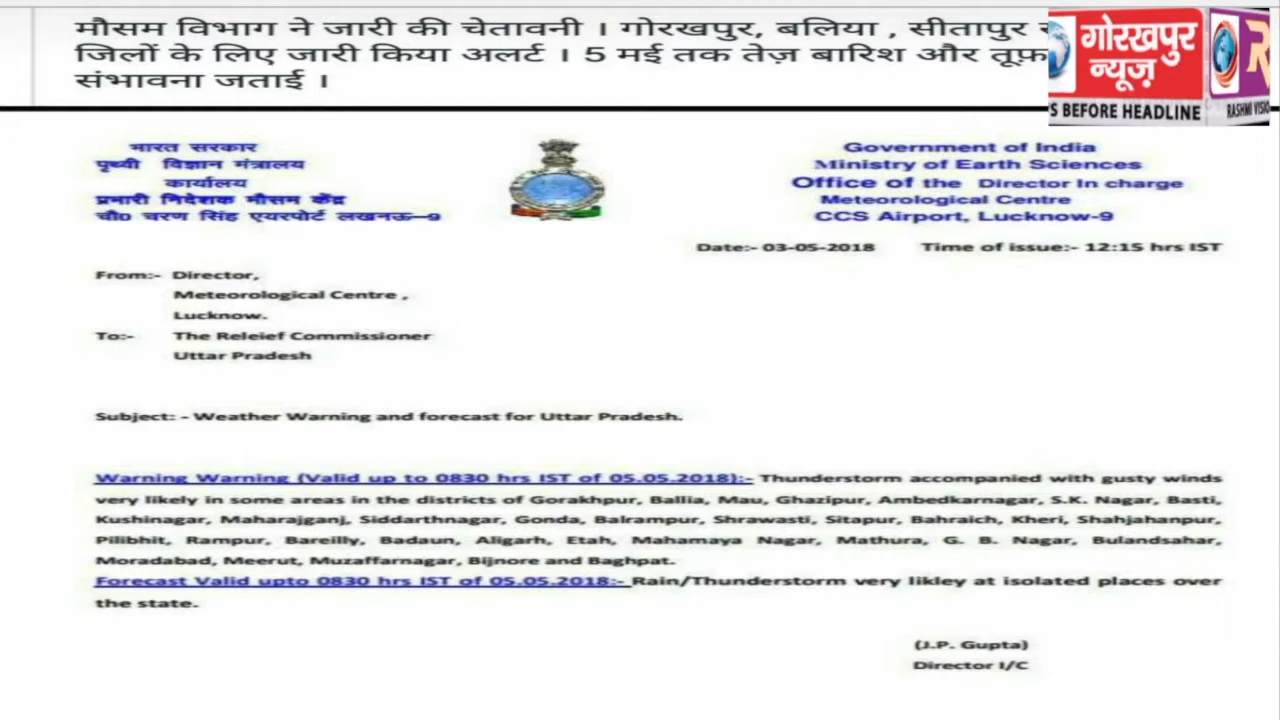 मौसम विभाग ने जारी की चेतावनी । गोरखपुर, बलिया , सीतापुर
जिलों के लिए जारी किया अलर्ट । 5 मई तक तेज़ बारिश और
संभावना जताई ।
गोरखपुर
न्यूज़
S BEFORE HEADLINE
RASHMI VISIO
भारत सरकार
पृथ्वी विज्ञान मंत्रालय
कार्यालय
प्रभारी निदेशक मौसम केंद्र
चौ0 चरण सिंह एयरपोर्ट लखनऊ–9
Government of India
Ministry of Earth Sciences
Office of the Director In charge
Meteorological Centre
CCS Airport, Lucknow-9
Date:- 03-05-2018 Time of issue:- 12:15 hrs IST
From:- Director,
Meteorological Centre ,
Lucknow.
To:- The Releief Commissioner
Uttar Pradesh
Subject: - Weather Warning and forecast for Uttar Pradesh.
Warning Warning (Valid up to 0830 hrs IST of 05.05.2018):- Thunderstorm accompanied with gusty winds
very likely in some areas in the districts of Gorakhpur, Ballia, Mau, Ghazipur, Ambedkarnagar, S.K. Nagar, Basti,
Kushinagar, Maharajganj, Siddarthnagar, Gonda, Balrampur, Shrawasti, Sitapur, Bahraich, Kheri, Shahjahanpur,
Pilibhit, Rampur, Bareilly, Badaun, Aligarh, Etah, Mahamaya Nagar, Mathura, G. B. Nagar, Bulandsahar,
Moradabad, Meerut, Muzaffarnagar, Bijnore and Baghpat.
Forecast Valid upto 0830 hrs IST of 05.05.2018:- Rain/Thunderstorm very likley at isolated places over
the state.
(J.P. Gupta)
Director I/C